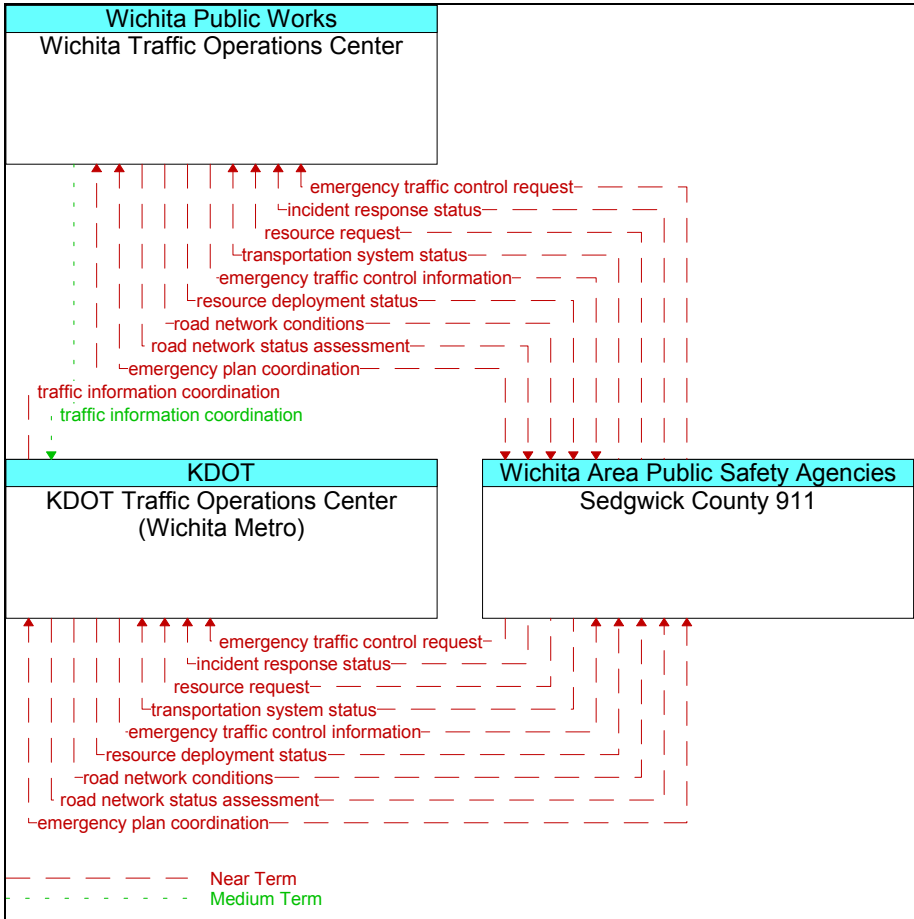 Wichita Public Works
Wichita Traffic Operations Center
emergency traffic control request
incident response status
resource request
transportation system status
emergency traffic control information
resource deployment status
road network conditions
road network status assessment
emergency plan coordination
traffic information coordination
traffic information coordination
KDOT
KDOT Traffic Operations Center
(Wichita Metro)
Wichita Area Public Safety Agencies
Sedgwick County 911
emergency traffic control request
incident response status
resource request
transportation system status
emergency traffic control information
resource deployment status
road network conditions
road network status assessment
emergency plan coordination
Near Term
Medium Term